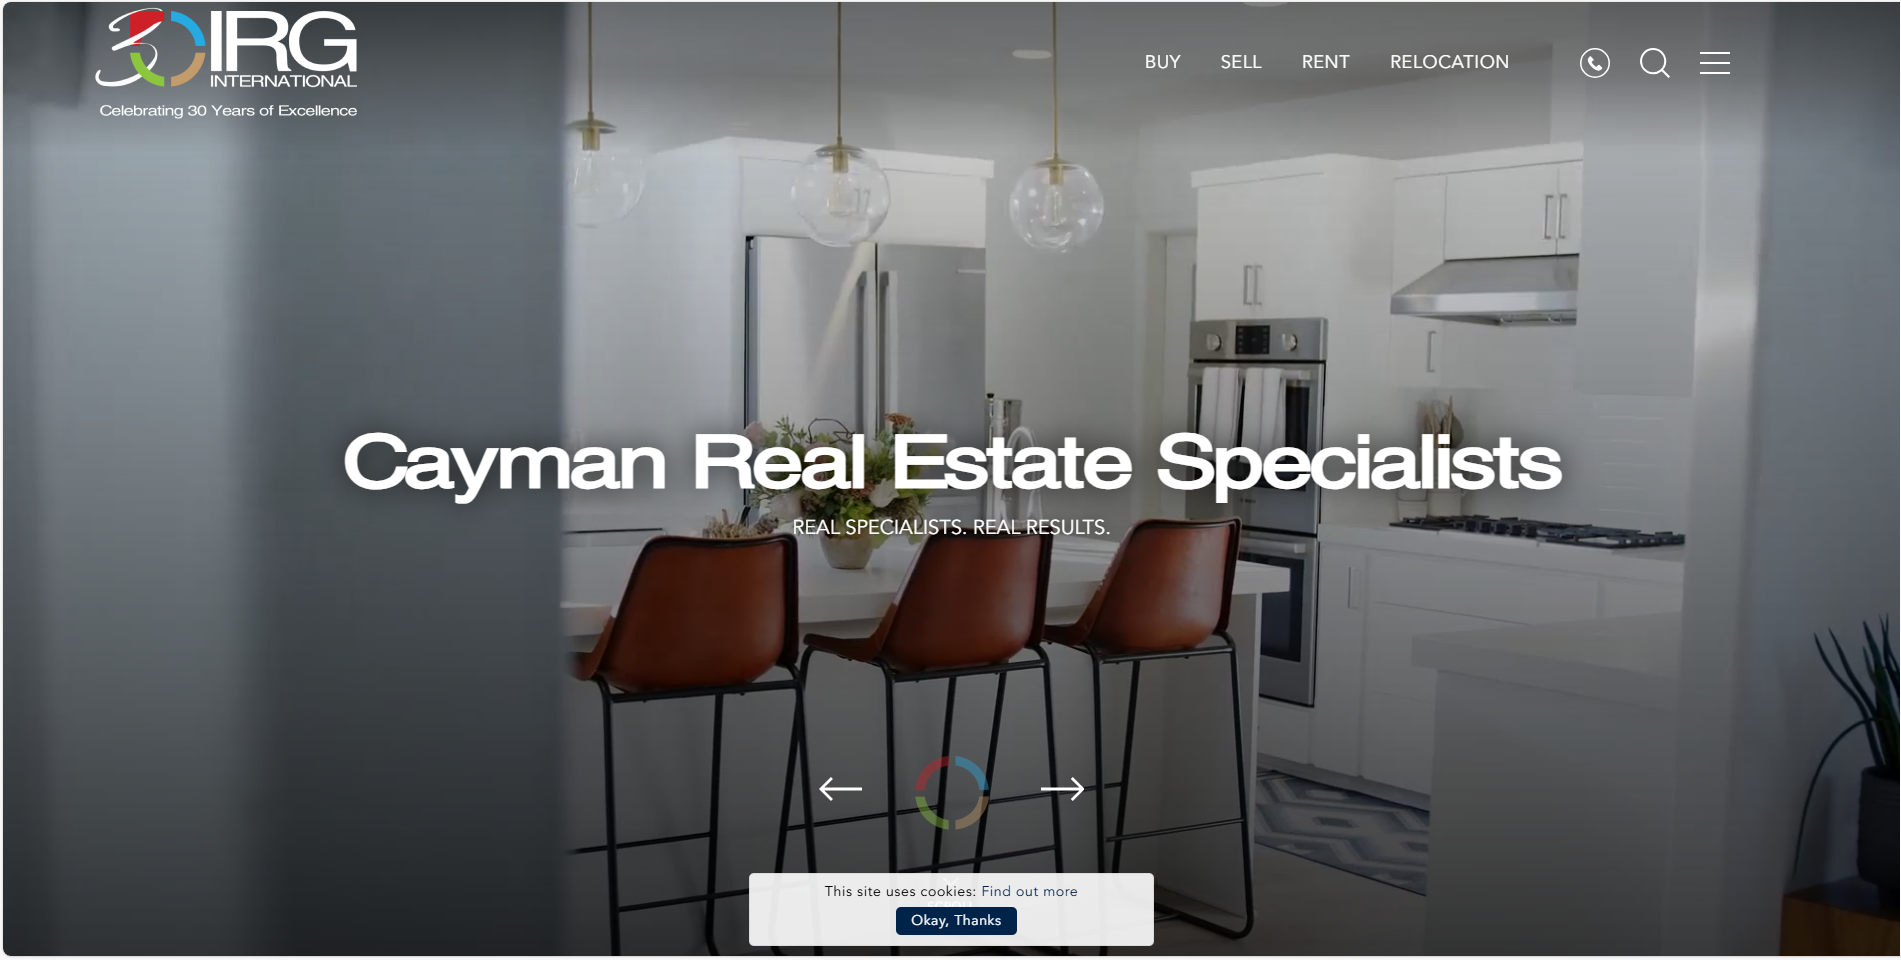 30 IRG
INTERNATIONAL
Celebrating 30 Years of Excellence
BUY SELL RENT RELOCATION
Cayman Real Estate Specialists
REAL SPECIALISTS. REAL RESULTS.
This site uses cookies: Find out more
SCROLL
Okay, Thanks